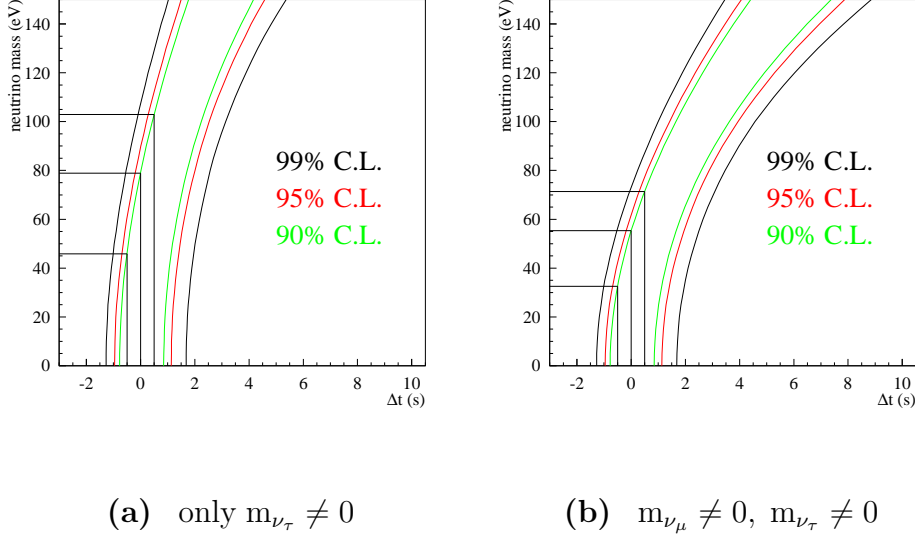 neutrino mass (eV)
140
120
100
80
60
40
20
0
-2 0 2 4 6 8 10
Δt (s)
99% C.L.
95% C.L.
90% C.L.
(a) only m_{ν_τ} ≠ 0
neutrino mass (eV)
140
120
100
80
60
40
20
0
-2 0 2 4 6 8 10
Δt (s)
99% C.L.
95% C.L.
90% C.L.
(b) m_{ν_μ} ≠ 0, m_{ν_τ} ≠ 0